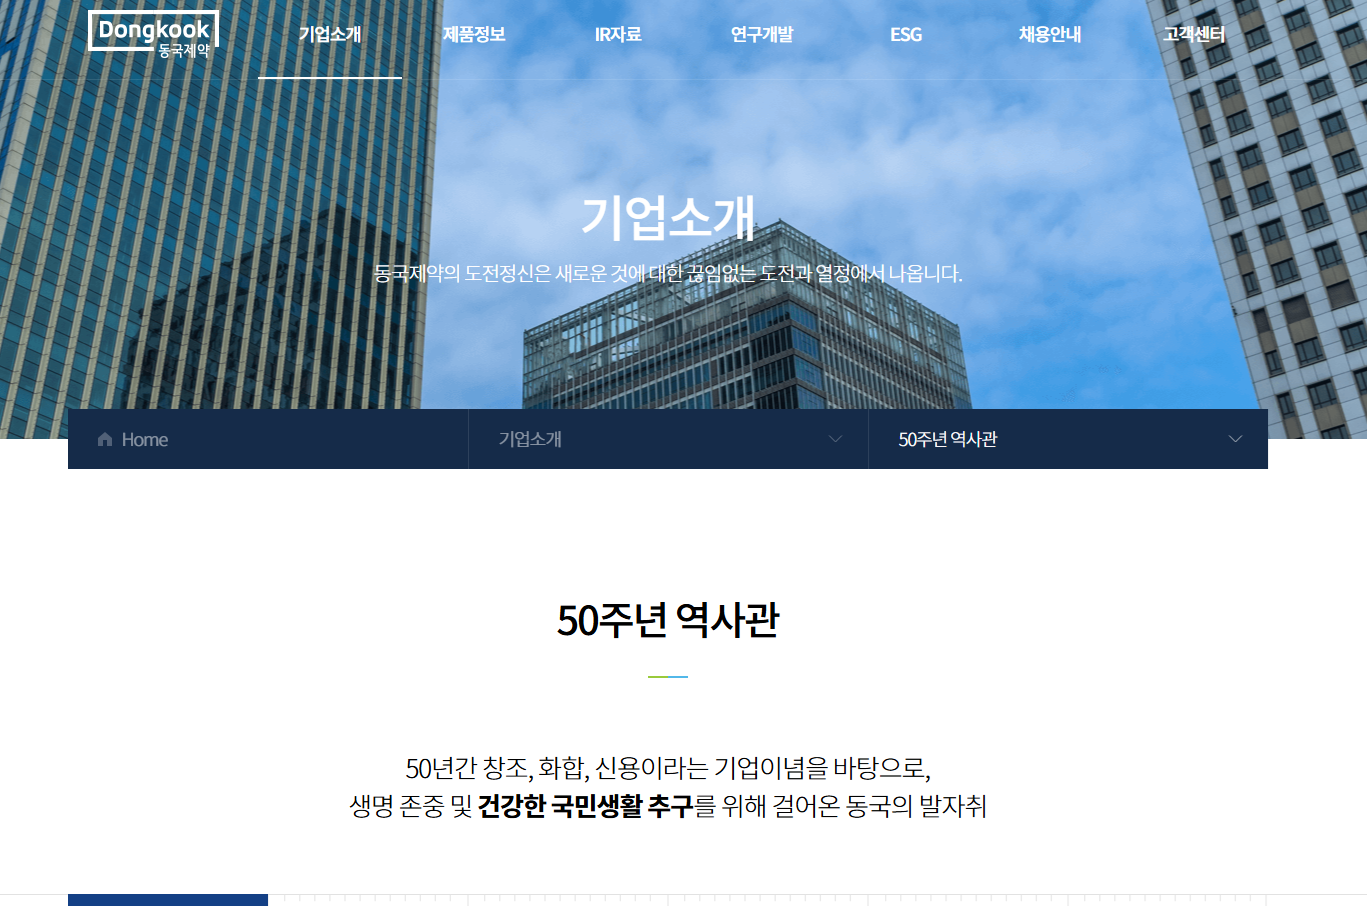 Dongkook
동국제약
기업소개
제품정보
IR자료
연구개발
ESG
채용안내
고객센터
기업소개
동국제약의 도전정신은 새로운 것에 대한 끊임없는 도전과 열정에서 나옵니다.
Home
기업소개
50주년 역사관
50주년 역사관
50년간 창조, 화합, 신용이라는 기업이념을 바탕으로,
생명 존중 및 건강한 국민생활 추구를 위해 걸어온 동국의 발자취